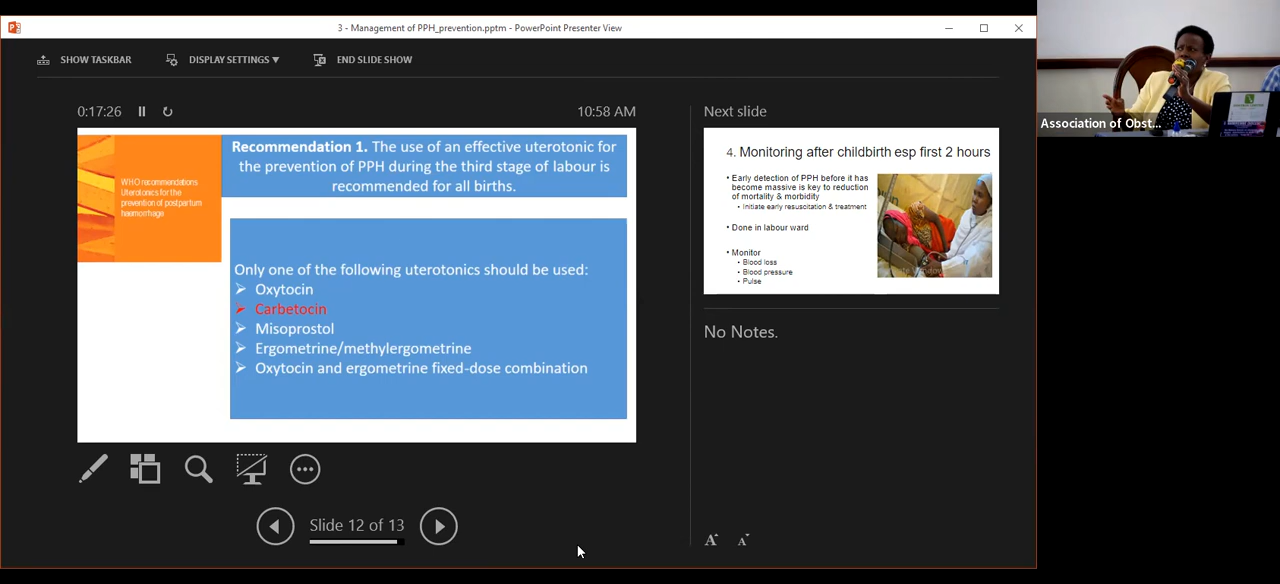 3 - Management of PPH_prevention.pptm - PowerPoint Presenter View
SHOW TASKBAR
DISPLAY SETTINGS ▼
END SLIDE SHOW
0:17:26
10:58 AM
WHO recommendations
Uterotonics for the
prevention of postpartum
haemorrhage
Recommendation 1. The use of an effective uterotonic for
the prevention of PPH during the third stage of labour is
recommended for all births.
Only one of the following uterotonics should be used:
➢ Oxytocin
➢ Carbetocin
➢ Misoprostol
➢ Ergometrine/methylergometrine
➢ Oxytocin and ergometrine fixed-dose combination
Slide 12 of 13
Next slide
4. Monitoring after childbirth esp first 2 hours
• Early detection of PPH before it has
become massive is key to reduction
of mortality & morbidity
• Initiate early resuscitation & treatment
• Done in labour ward
• Monitor
• Blood loss
• Blood pressure
• Pulse
No Notes.
A A
Association of Obst...